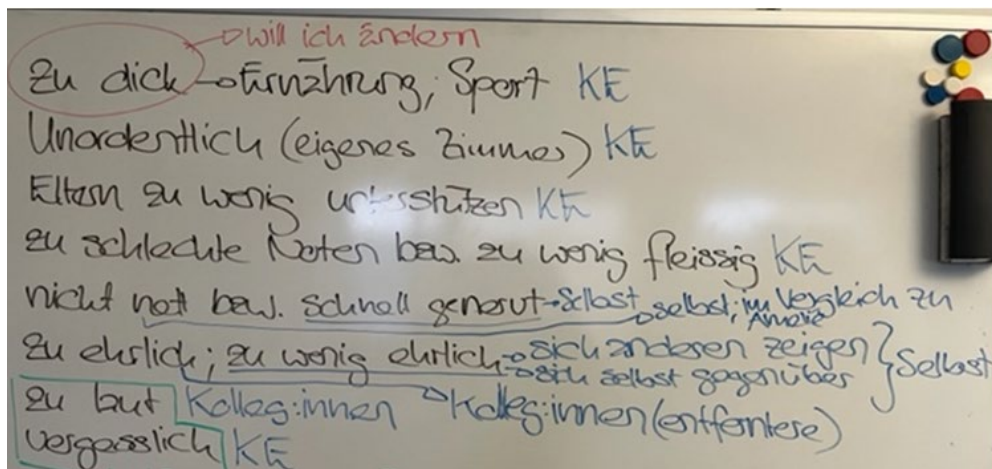 → will ich ändern
Zu dick → Ernährung; Sport KE
Unordentlich (eigenes Zimmer) KE
Eltern zu wenig unterstützen KE
zu schlechte Noten bzw. zu wenig fleissig KE
nicht nett bzw. schnell genervt → Selbst → selbst; im Vergleich zu
Amelie
zu ehrlich; zu wenig ehrlich → sich anderen zeigen } Selbst
→ sich selbst gegenüber
zu laut Kolleg:innen → Kolleg:innen (entferntere)
vergesslich KE